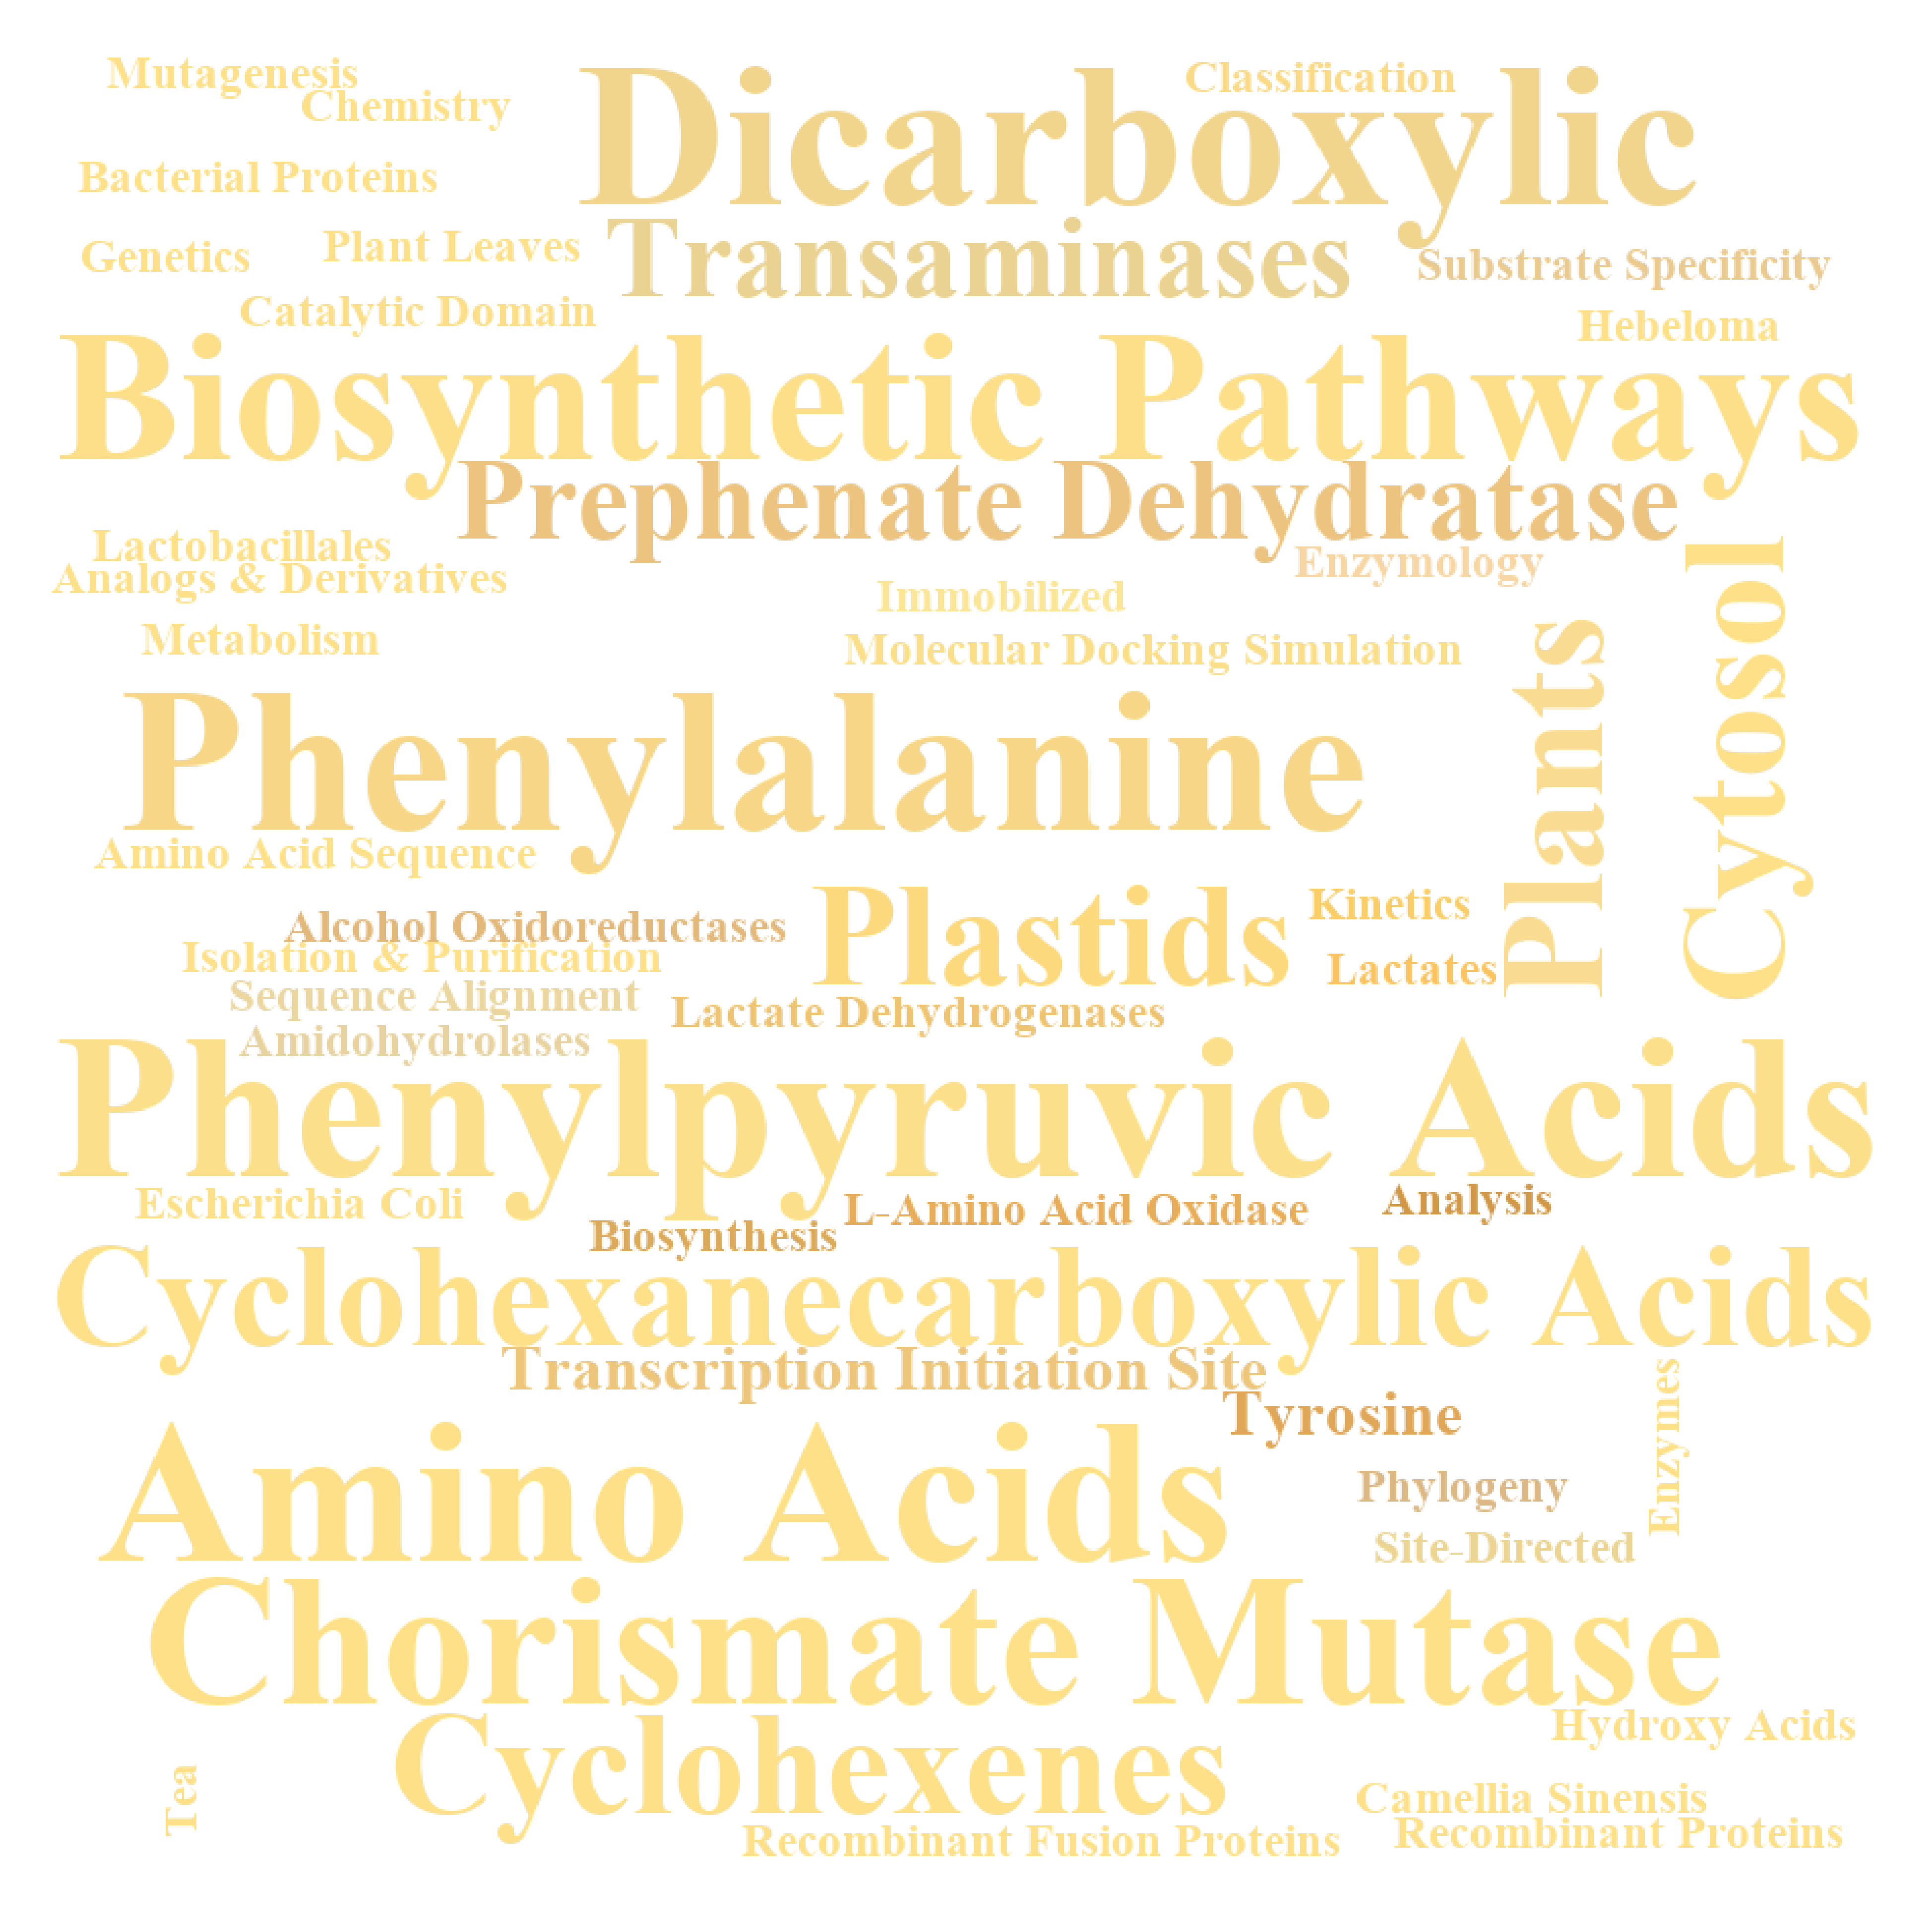 Mutagenesis
Classification
Dicarboxylic
Chemistry
Bacterial Proteins
Plant Leaves
Genetics
Transaminases
Substrate Specificity
Catalytic Domain
Hebeloma
Biosynthetic Pathways
Prephenate Dehydratase
Lactobacillales
Enzymology
Analogs & Derivatives
Immobilized
Metabolism
Molecular Docking Simulation
Plants
Cytosol
Phenylalanine
Amino Acid Sequence
Kinetics
Alcohol Oxidoreductases
Plastids
Isolation & Purification
Lactates
Sequence Alignment
Lactate Dehydrogenases
Amidohydrolases
Phenylpyruvic Acids
Escherichia Coli
L-Amino Acid Oxidase
Analysis
Biosynthesis
Cyclohexanecarboxylic Acids
Transcription Initiation Site
Tyrosine
Enzymes
Amino Acids
Phylogeny
Site-Directed
Chorismate Mutase
Hydroxy Acids
Cyclohexenes
Tea
Camellia Sinensis
Recombinant Fusion Proteins
Recombinant Proteins